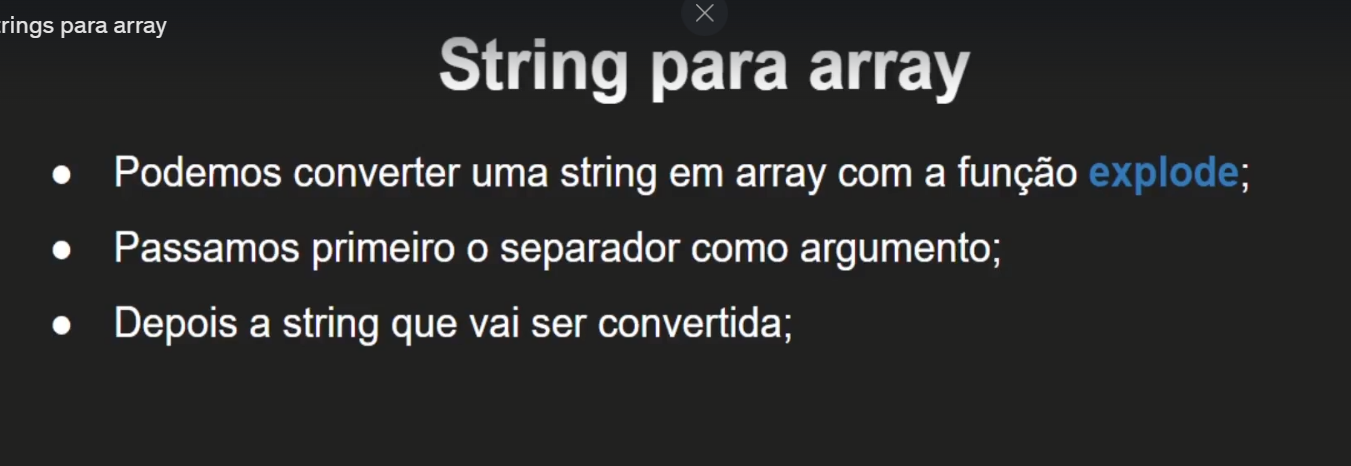 rings para array
String para array
● Podemos converter uma string em array com a função explode;
● Passamos primeiro o separador como argumento;
● Depois a string que vai ser convertida;